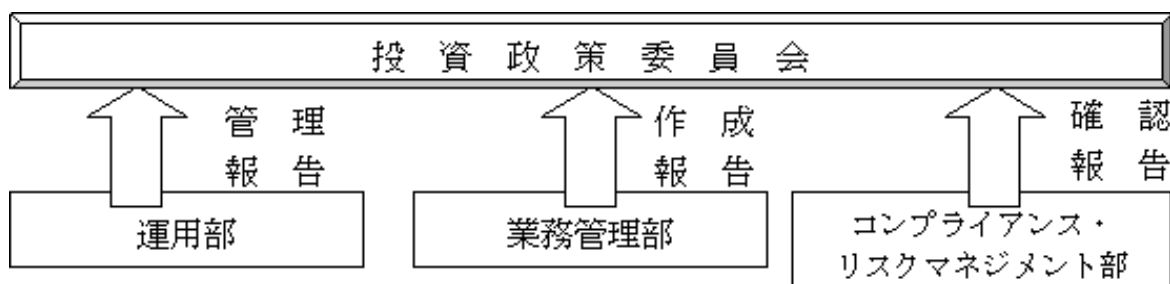 投資政策委員会
管理
報告
作成
報告
確認
報告
運用部
業務管理部
コンプライアンス・
リスクマネジメント部